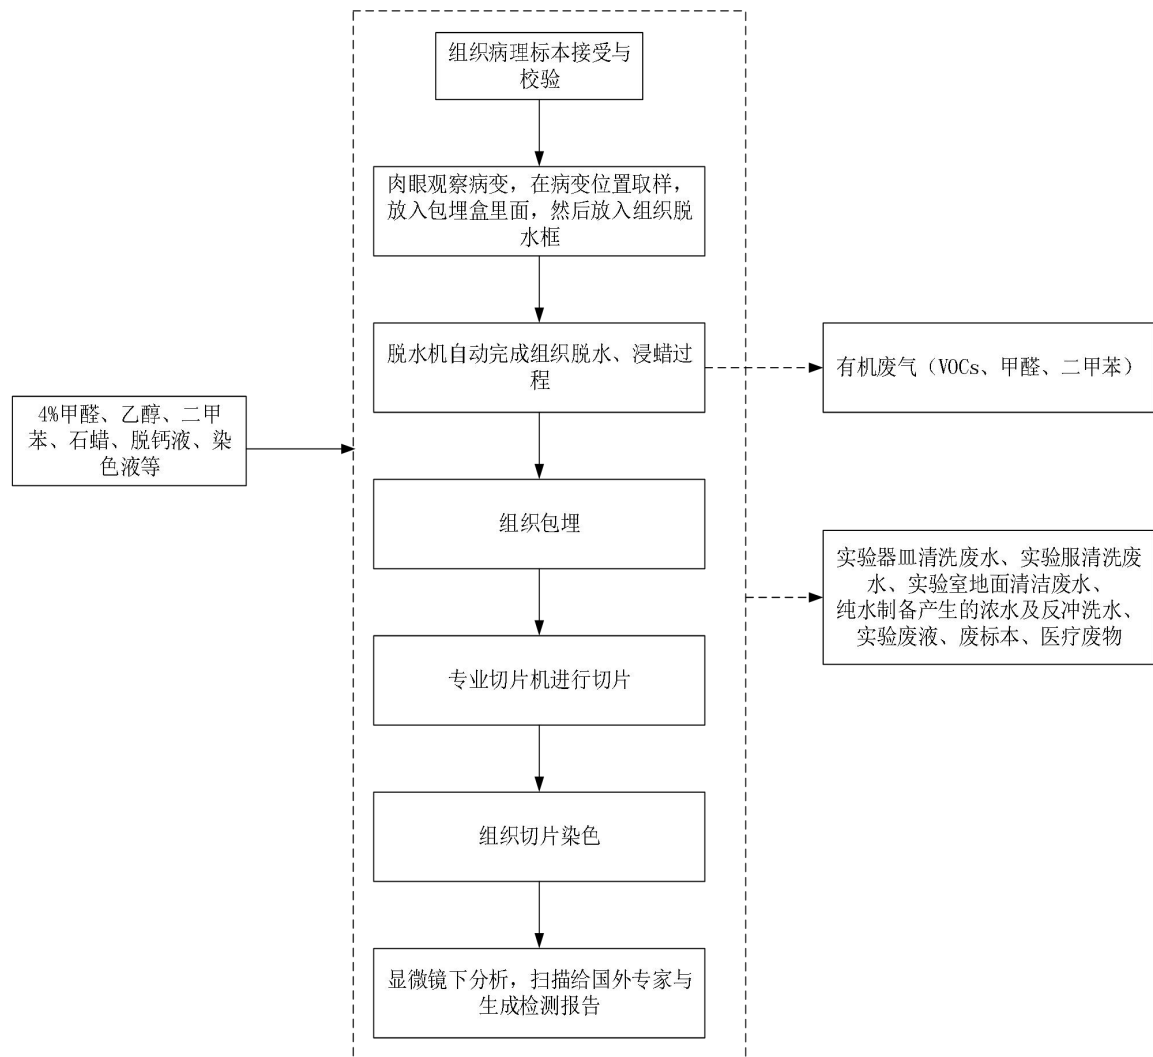 组织病理标本接受与
校验
肉眼观察病变，在病变位置取样，
放入包埋盒里面，然后放入组织脱
水框
脱水机自动完成组织脱水、浸蜡过
程
有机废气（VOCs、甲醛、二甲苯）
4%甲醛、乙醇、二甲
苯、石蜡、脱钙液、染
色液等
组织包埋
实验器皿清洗废水、实验服清洗废
水、实验室地面清洁废水、
纯水制备产生的浓水及反冲洗水、
实验废液、废标本、医疗废物
专业切片机进行切片
组织切片染色
显微镜下分析，扫描给国外专家与
生成检测报告